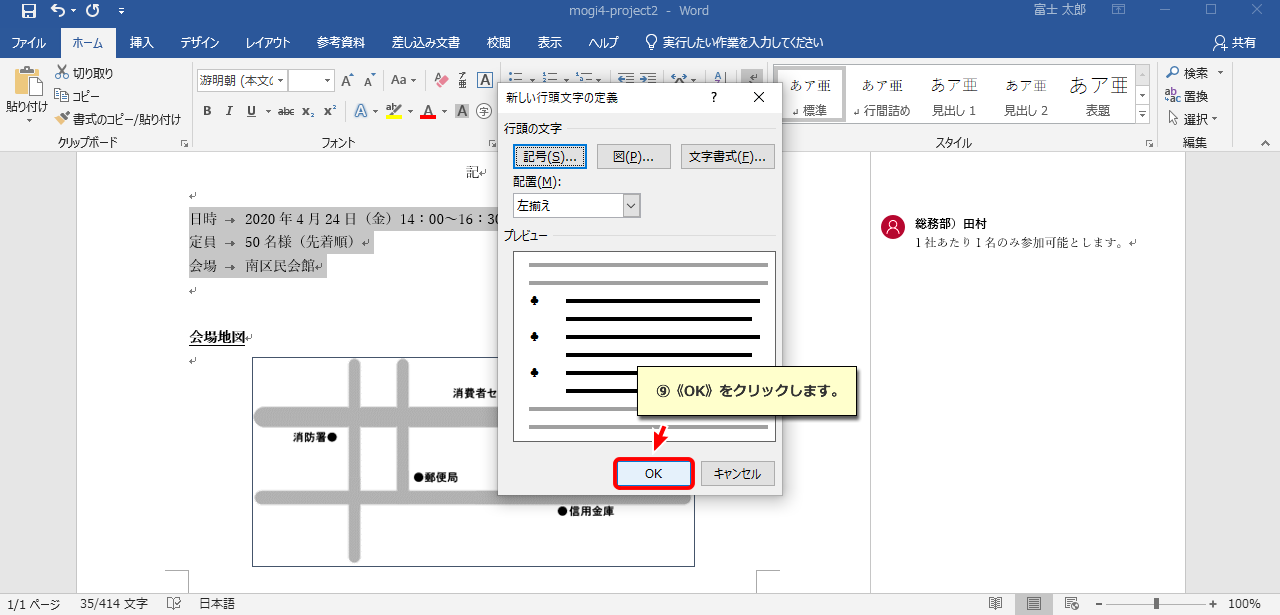 mogi4-project2 - Word
富士 太郎
ファイル ホーム 挿入 デザイン レイアウト 参考資料 差し込み文書 校閲 表示 ヘルプ 実行したい作業を入力してください 共有
貼り付け
切り取り
コピー
書式のコピー/貼り付け
クリップボード
游明朝 (本文の
Aa
B I U abc x₂ x²
フォント
あア亜 標準
あア亜 行間詰め
あア亜 見出し 1
あア亜 見出し 2
あア亜 表題
スタイル
検索
置換
選択
編集
新しい行頭文字の定義 ?
行頭の文字
記号(S)... 図(P)... 文字書式(F)...
配置(M):
左揃え
プレビュー
⑨《OK》をクリックします。
OK キャンセル
記
日時 → 2020 年 4 月 24 日（金）14：00～16：30
定員 → 50 名様（先着順）
会場 → 南区民会館
会場地図
消費者セ
消防署●
●郵便局
●信用金庫
総務部）田村
1 社あたり 1 名のみ参加可能とします。
1/1 ページ 35/414 文字 日本語
100%